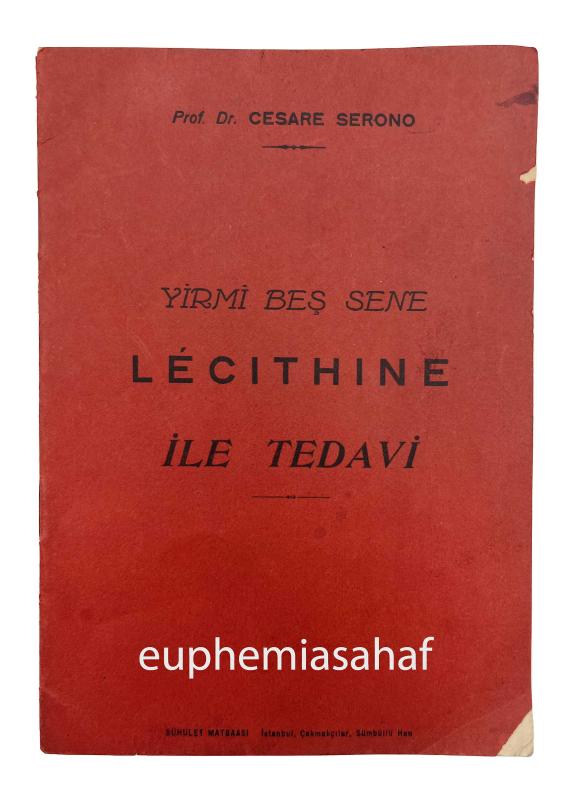 Prof. Dr. CESARE SERONO
YİRMİ BEŞ SENE
LÉCITHINE
İLE TEDAVİ
euphemiasahaf
SÜHULET MATBAASI İstanbul, Çakmakçılar, Sümbüllü Han